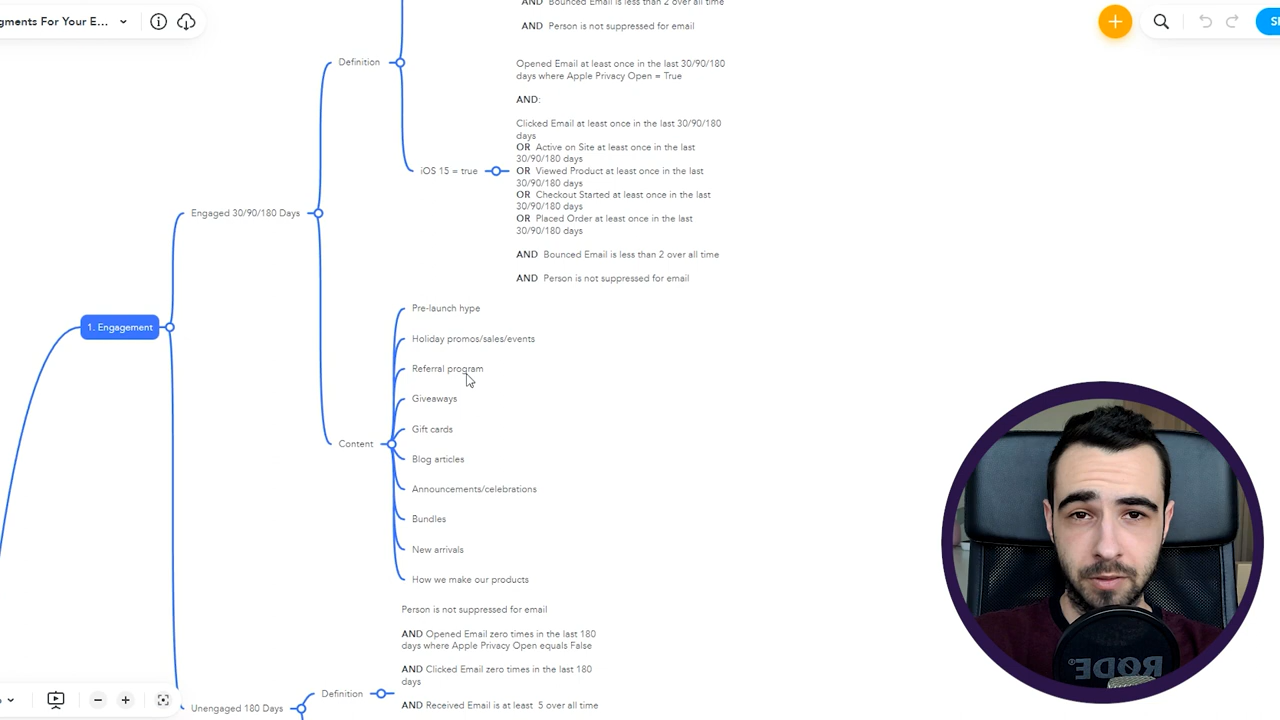 gments For Your E...
AND Bounced Email is less than 2 over all time
AND Person is not suppressed for email
Definition
Opened Email at least once in the last 30/90/180
days where Apple Privacy Open = True
AND:
Clicked Email at least once in the last 30/90/180
days
OR Active on Site at least once in the last
30/90/180 days
iOS 15 = true
OR Viewed Product at least once in the last
30/90/180 days
OR Checkout Started at least once in the last
30/90/180 days
OR Placed Order at least once in the last
30/90/180 days
AND Bounced Email is less than 2 over all time
AND Person is not suppressed for email
Engaged 30/90/180 Days
1. Engagement
Content
Pre-launch hype
Holiday promos/sales/events
Referral program
Giveaways
Gift cards
Blog articles
Announcements/celebrations
Bundles
New arrivals
How we make our products
Person is not suppressed for email
AND Opened Email zero times in the last 180
days where Apple Privacy Open equals False
AND Clicked Email zero times in the last 180
days
AND Received Email is at least 5 over all time
Definition
Unengaged 180 Days
RØDE